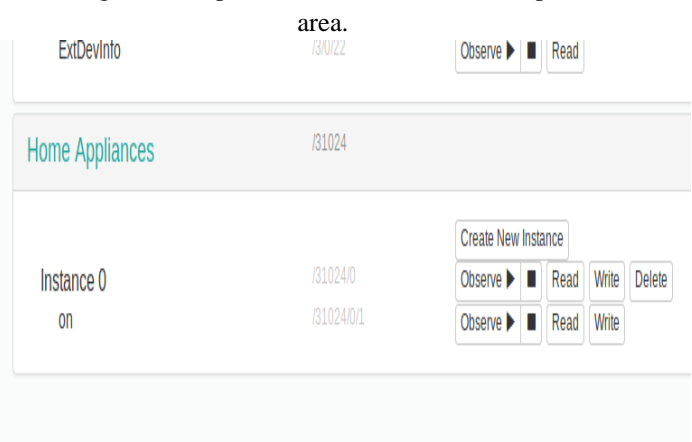 area.
ExtDevInfo /3/0/22 Observe Read
Home Appliances /31024
Create New Instance
Instance 0 /31024/0 Observe Read Write Delete
on /31024/0/1 Observe Read Write